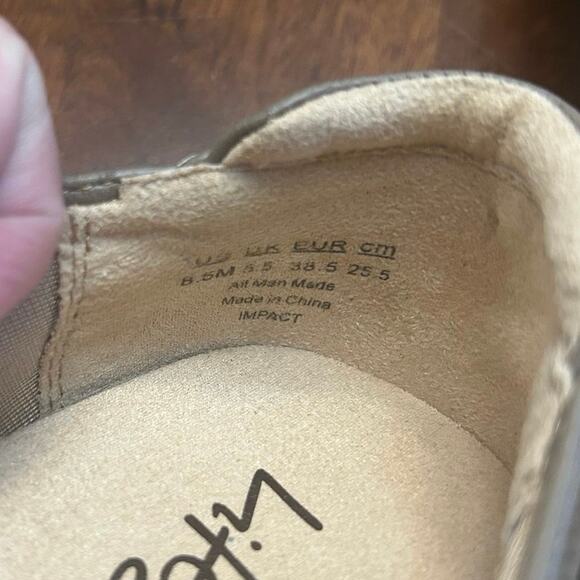 US UK EUR cm
8.5M 5.5 38.5 25.5
All Man Made
Made in China
IMPACT